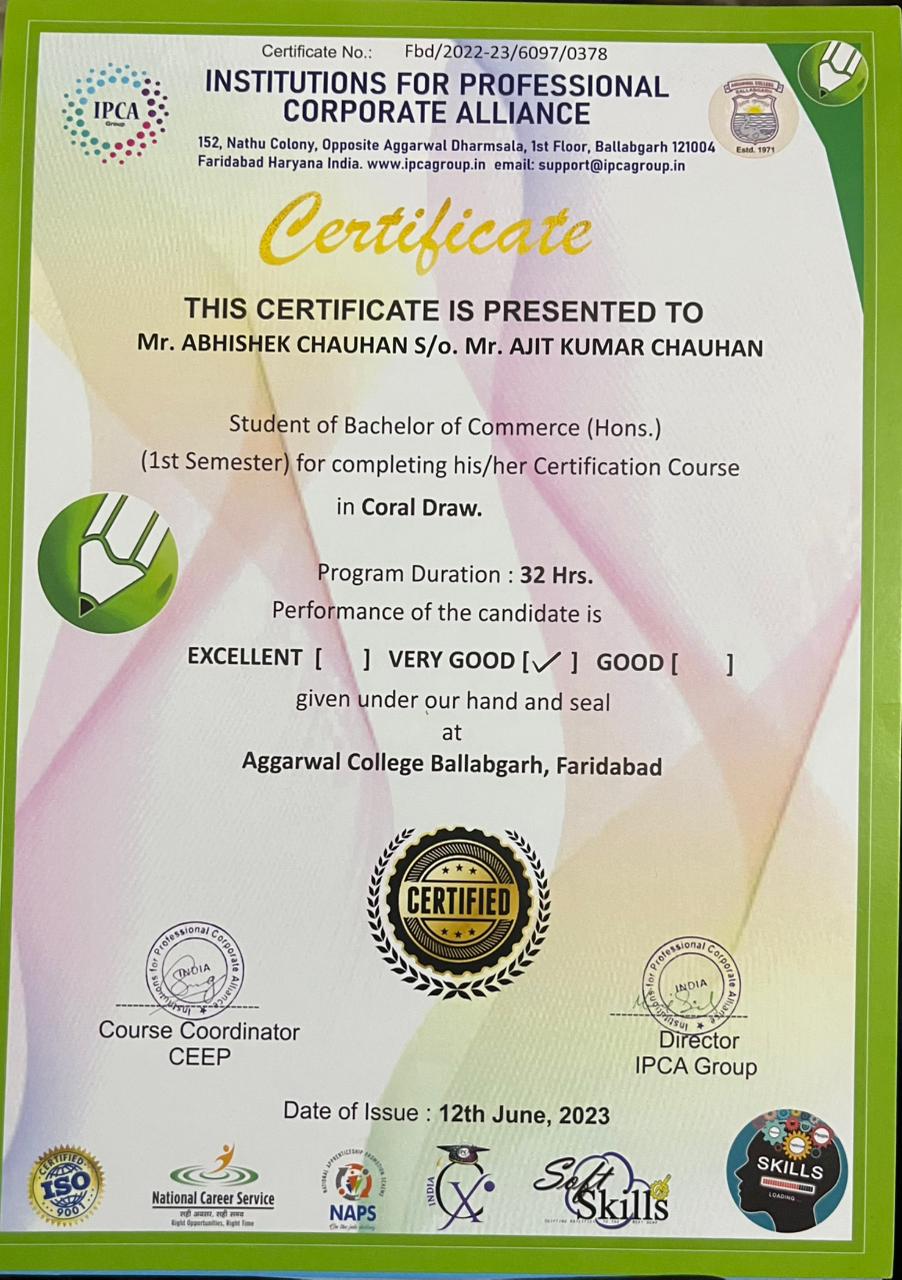 Certificate No.: Fbd/2022-23/6097/0378
IPCA
Group
INSTITUTIONS FOR PROFESSIONAL
CORPORATE ALLIANCE
152, Nathu Colony, Opposite Aggarwal Dharmsala, 1st Floor, Ballabgarh 121004
Faridabad Haryana India. www.ipcagroup.in email: support@ipcagroup.in
AGGARWAL COLLEGE
BALLABGARH
Estd. 1971
Certificate
THIS CERTIFICATE IS PRESENTED TO
Mr. ABHISHEK CHAUHAN S/o. Mr. AJIT KUMAR CHAUHAN
Student of Bachelor of Commerce (Hons.)
(1st Semester) for completing his/her Certification Course
in Coral Draw.
Program Duration : 32 Hrs.
Performance of the candidate is
EXCELLENT [ ] VERY GOOD [✓] GOOD [ ]
given under our hand and seal
at
Aggarwal College Ballabgarh, Faridabad
CERTIFIED
Institutions for Professional Corporate Alliance
INDIA
Course Coordinator
CEEP
Institutions for Professional Corporate Alliance
INDIA
Director
IPCA Group
Date of Issue : 12th June, 2023
CERTIFIED
ISO
9001
National Career Service
सही अवसर, सही समय
Right Opportunities, Right Time
NATIONAL APPRENTICESHIP PROMOTION SCHEME
NAPS
INDIA
Soft
Skills
SKILLS
LOADING...